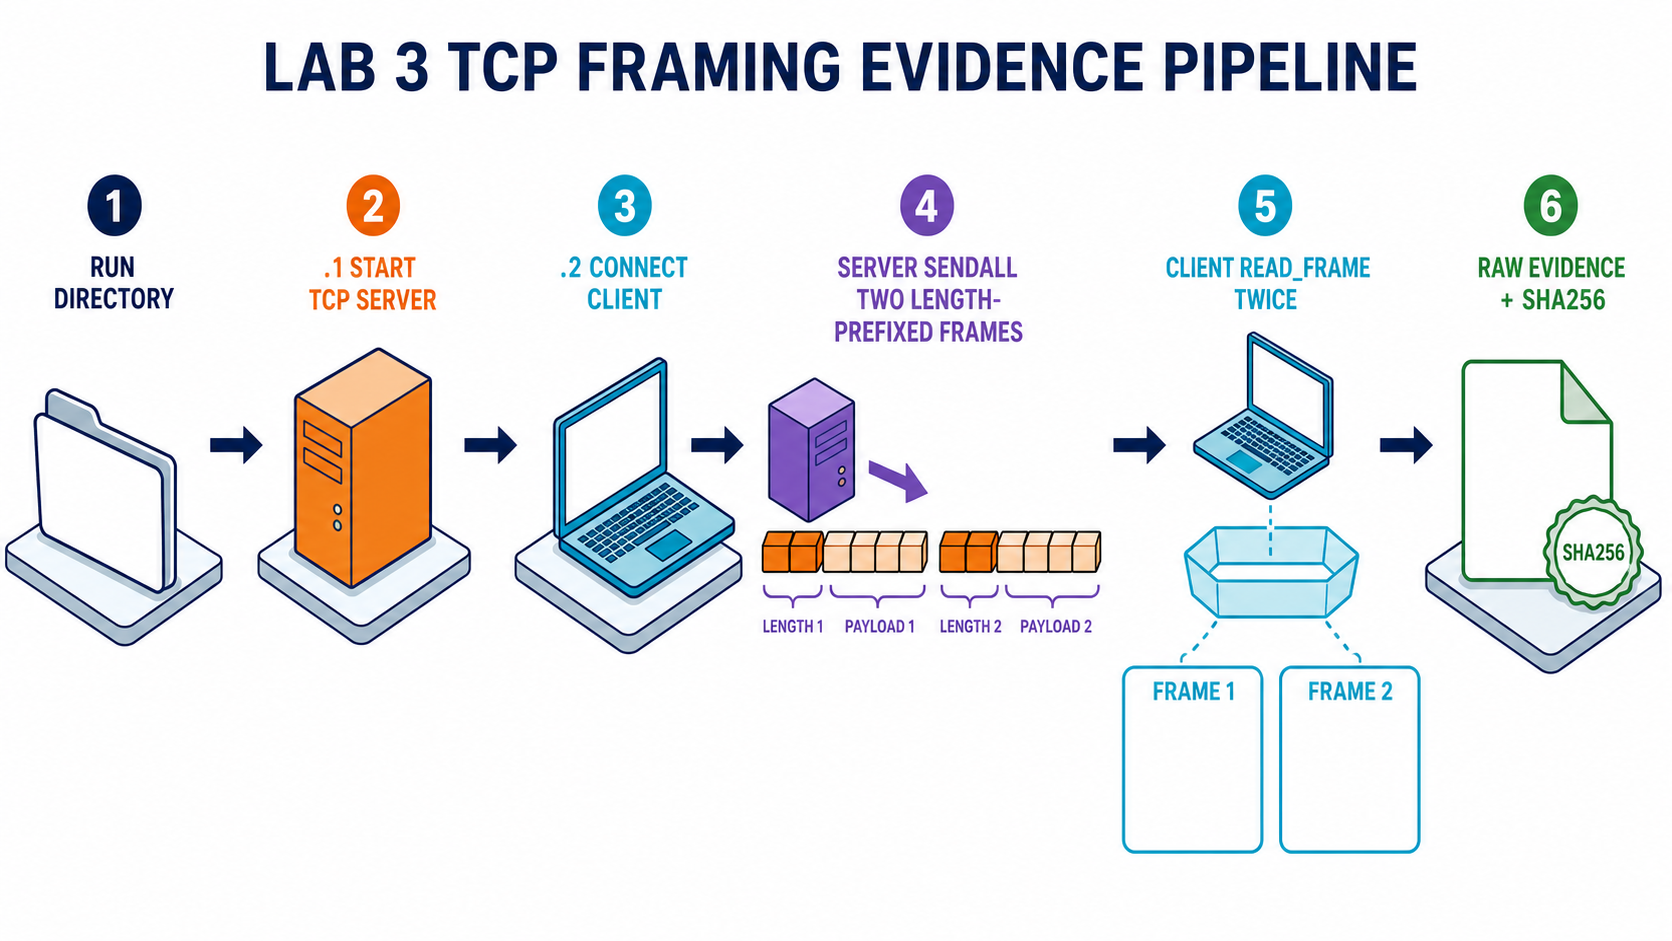 LAB 3 TCP FRAMING EVIDENCE PIPELINE
1
RUN
DIRECTORY
2
.1 START
TCP SERVER
3
.2 CONNECT
CLIENT
4
SERVER SENDALL
TWO LENGTH-
PREFIXED FRAMES
LENGTH 1
PAYLOAD 1
LENGTH 2
PAYLOAD 2
5
CLIENT READ_FRAME
TWICE
FRAME 1
FRAME 2
6
RAW EVIDENCE
+ SHA256
SHA256